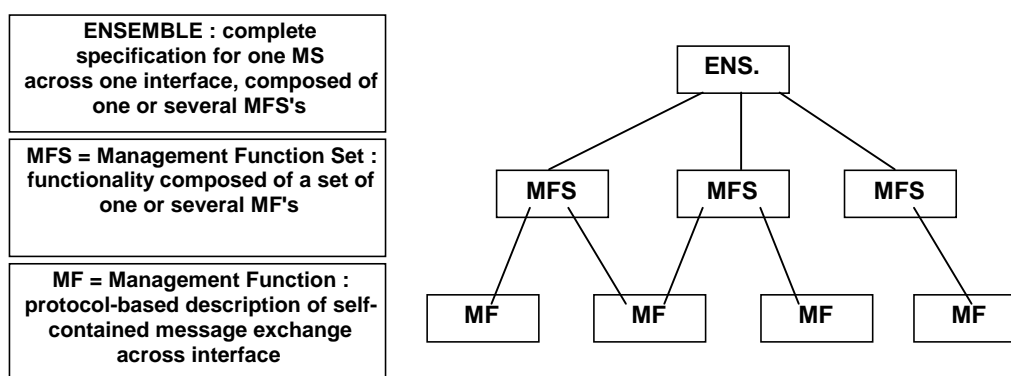 ENSEMBLE : complete
specification for one MS
across one interface, composed of
one or several MFS's
MFS = Management Function Set :
functionality composed of a set of
one or several MF's
MF = Management Function :
protocol-based description of self-
contained message exchange
across interface
ENS.
MFS
MFS
MFS
MF
MF
MF
MF